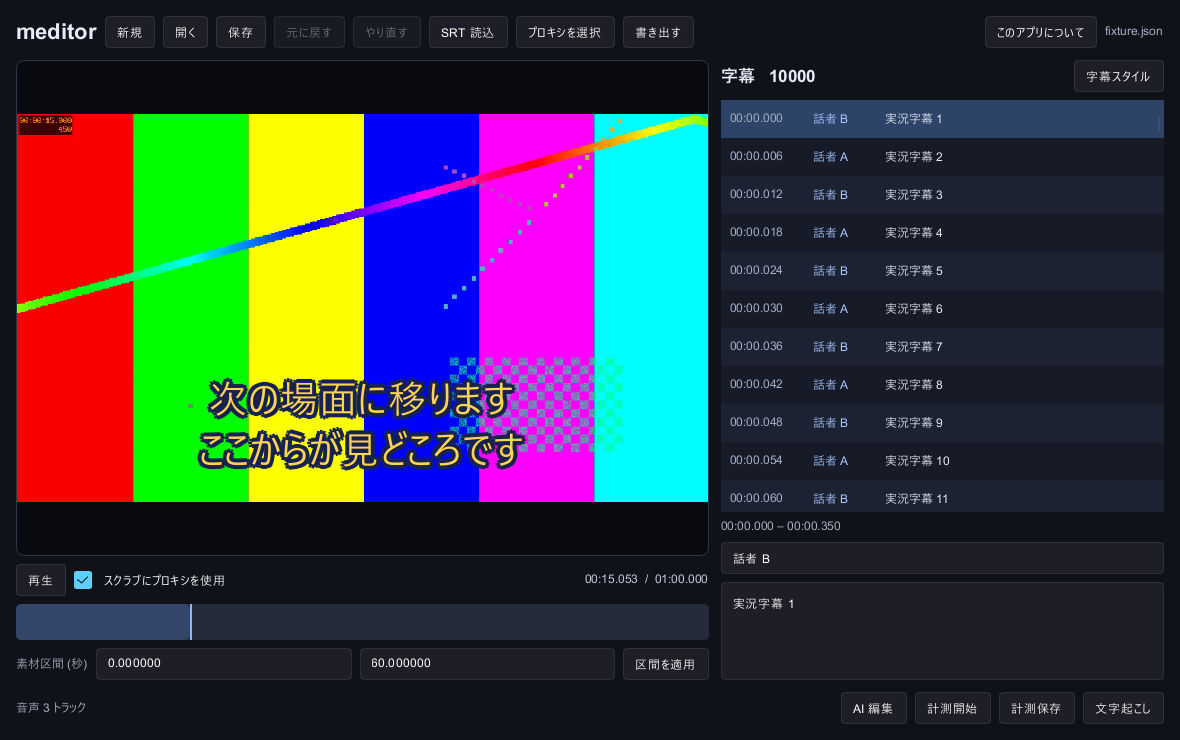 meditor 新規 開く 保存 元に戻す やり直す SRT 読込 プロキシを選択 書き出す このアプリについて fixture.json
00:00:15.000
450
次の場面に移ります
ここからが見どころです
再生 スクラブにプロキシを使用 00:15.053 / 01:00.000
素材区間 (秒) 0.000000 60.000000 区間を適用
音声 3 トラック
字幕 10000 字幕スタイル
00:00.000 話者 B 実況字幕 1
00:00.006 話者 A 実況字幕 2
00:00.012 話者 B 実況字幕 3
00:00.018 話者 A 実況字幕 4
00:00.024 話者 B 実況字幕 5
00:00.030 話者 A 実況字幕 6
00:00.036 話者 B 実況字幕 7
00:00.042 話者 A 実況字幕 8
00:00.048 話者 B 実況字幕 9
00:00.054 話者 A 実況字幕 10
00:00.060 話者 B 実況字幕 11
00:00.000 – 00:00.350
話者 B
実況字幕 1
AI 編集 計測開始 計測保存 文字起こし